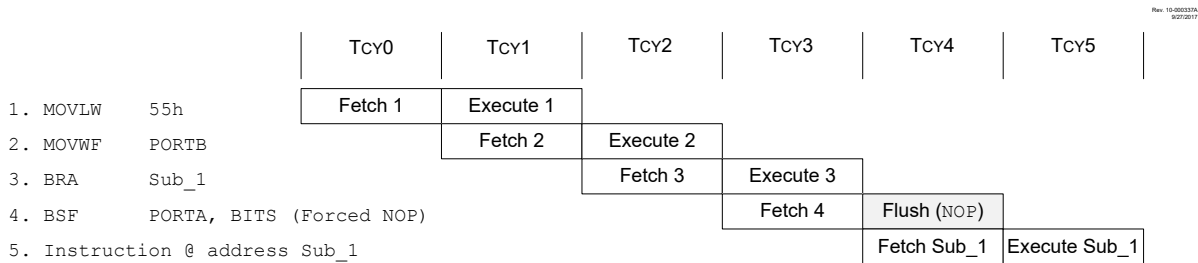 Rev. 10-000337A
9/27/2017
TCY0 TCY1 TCY2 TCY3 TCY4 TCY5
1. MOVLW 55h Fetch 1 Execute 1
2. MOVWF PORTB Fetch 2 Execute 2
3. BRA Sub_1 Fetch 3 Execute 3
4. BSF PORTA, BITS (Forced NOP) Fetch 4 Flush (NOP)
5. Instruction @ address Sub_1 Fetch Sub_1 Execute Sub_1